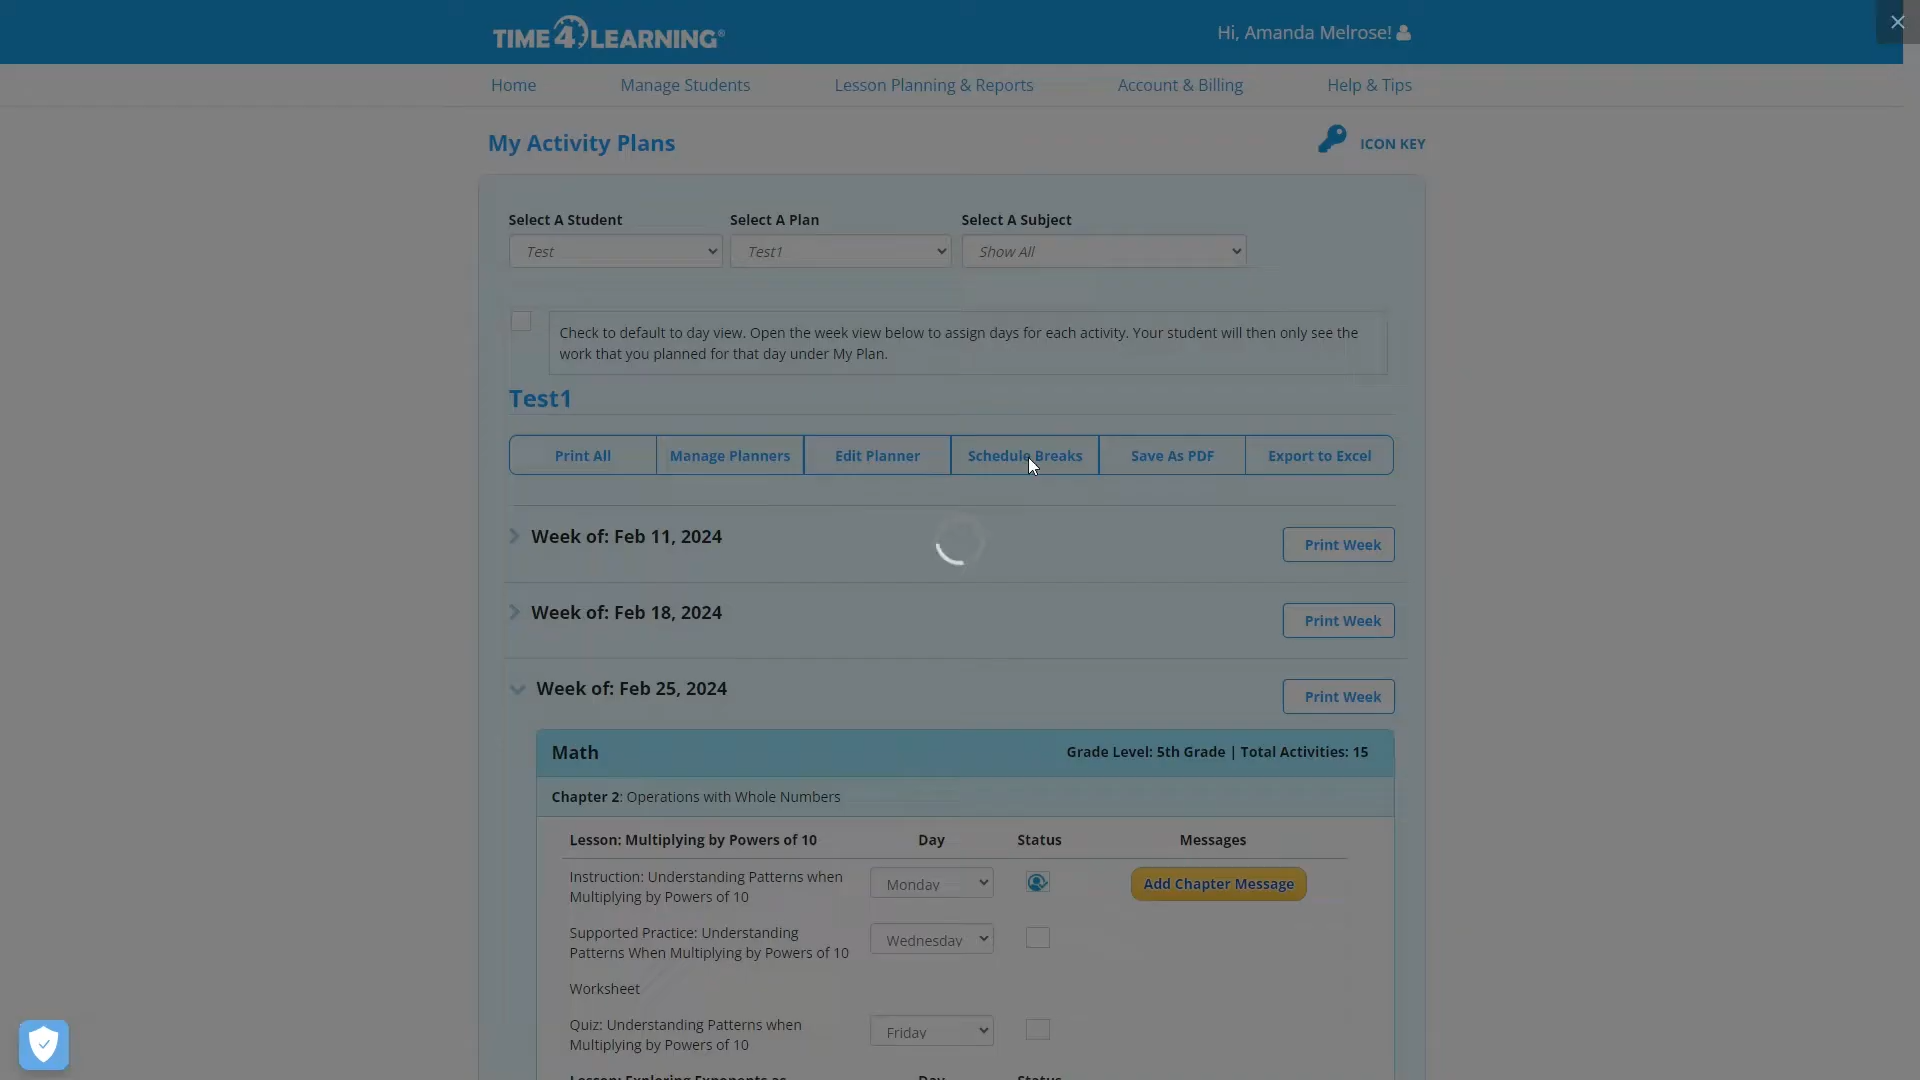 TIME4LEARNING®
Hi, Amanda Melrose!
Home
Manage Students
Lesson Planning & Reports
Account & Billing
Help & Tips
My Activity Plans
ICON KEY
Select A Student
Select A Plan
Select A Subject
Test
Test1
Show All
Check to default to day view. Open the week view below to assign days for each activity. Your student will then only see the
work that you planned for that day under My Plan.
Test1
Print All
Manage Planners
Edit Planner
Schedule Breaks
Save As PDF
Export to Excel
Week of: Feb 11, 2024
Print Week
Week of: Feb 18, 2024
Print Week
Week of: Feb 25, 2024
Print Week
Math
Grade Level: 5th Grade | Total Activities: 15
Chapter 2: Operations with Whole Numbers
Lesson: Multiplying by Powers of 10
Day
Status
Messages
Instruction: Understanding Patterns when
Multiplying by Powers of 10
Monday
Add Chapter Message
Supported Practice: Understanding
Patterns When Multiplying by Powers of 10
Wednesday
Worksheet
Quiz: Understanding Patterns when
Multiplying by Powers of 10
Friday
Lesson: Exploring Exponents as
Day
Status